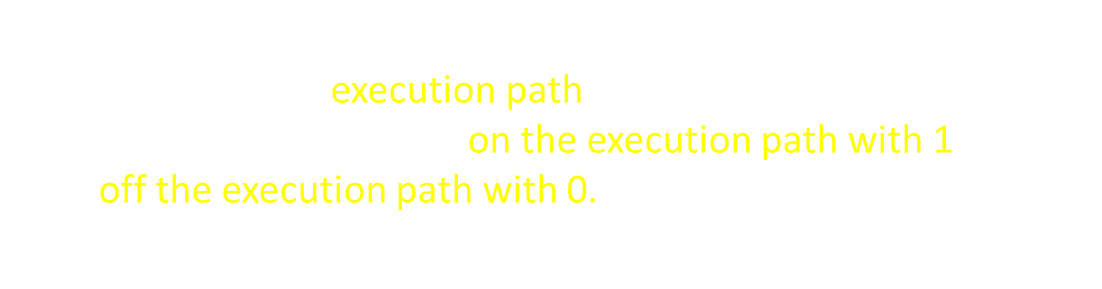 execution path
on the execution path with 1
off the execution path with 0.